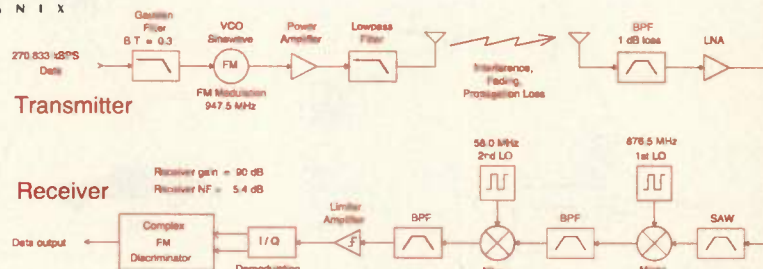 N I X
Gaussian
Filter
B T = 0.3
VCO
Sinewave
Power
Amplifier
Lowpass
Filter
BPF
1 dB loss
LNA
270.833 kSPS
Data
FM
FM Modulation
947.5 MHz
Interference,
Fading,
Propagation Loss
Transmitter
58.0 MHz
2nd LO
876.5 MHz
1st LO
Receiver gain = 90 dB
Receiver NF = 5.4 dB
Receiver
Limiter
Amplifier
BPF
BPF
SAW
Complex
FM
Discriminator
I / Q
Data output
Demodulation
Mixer